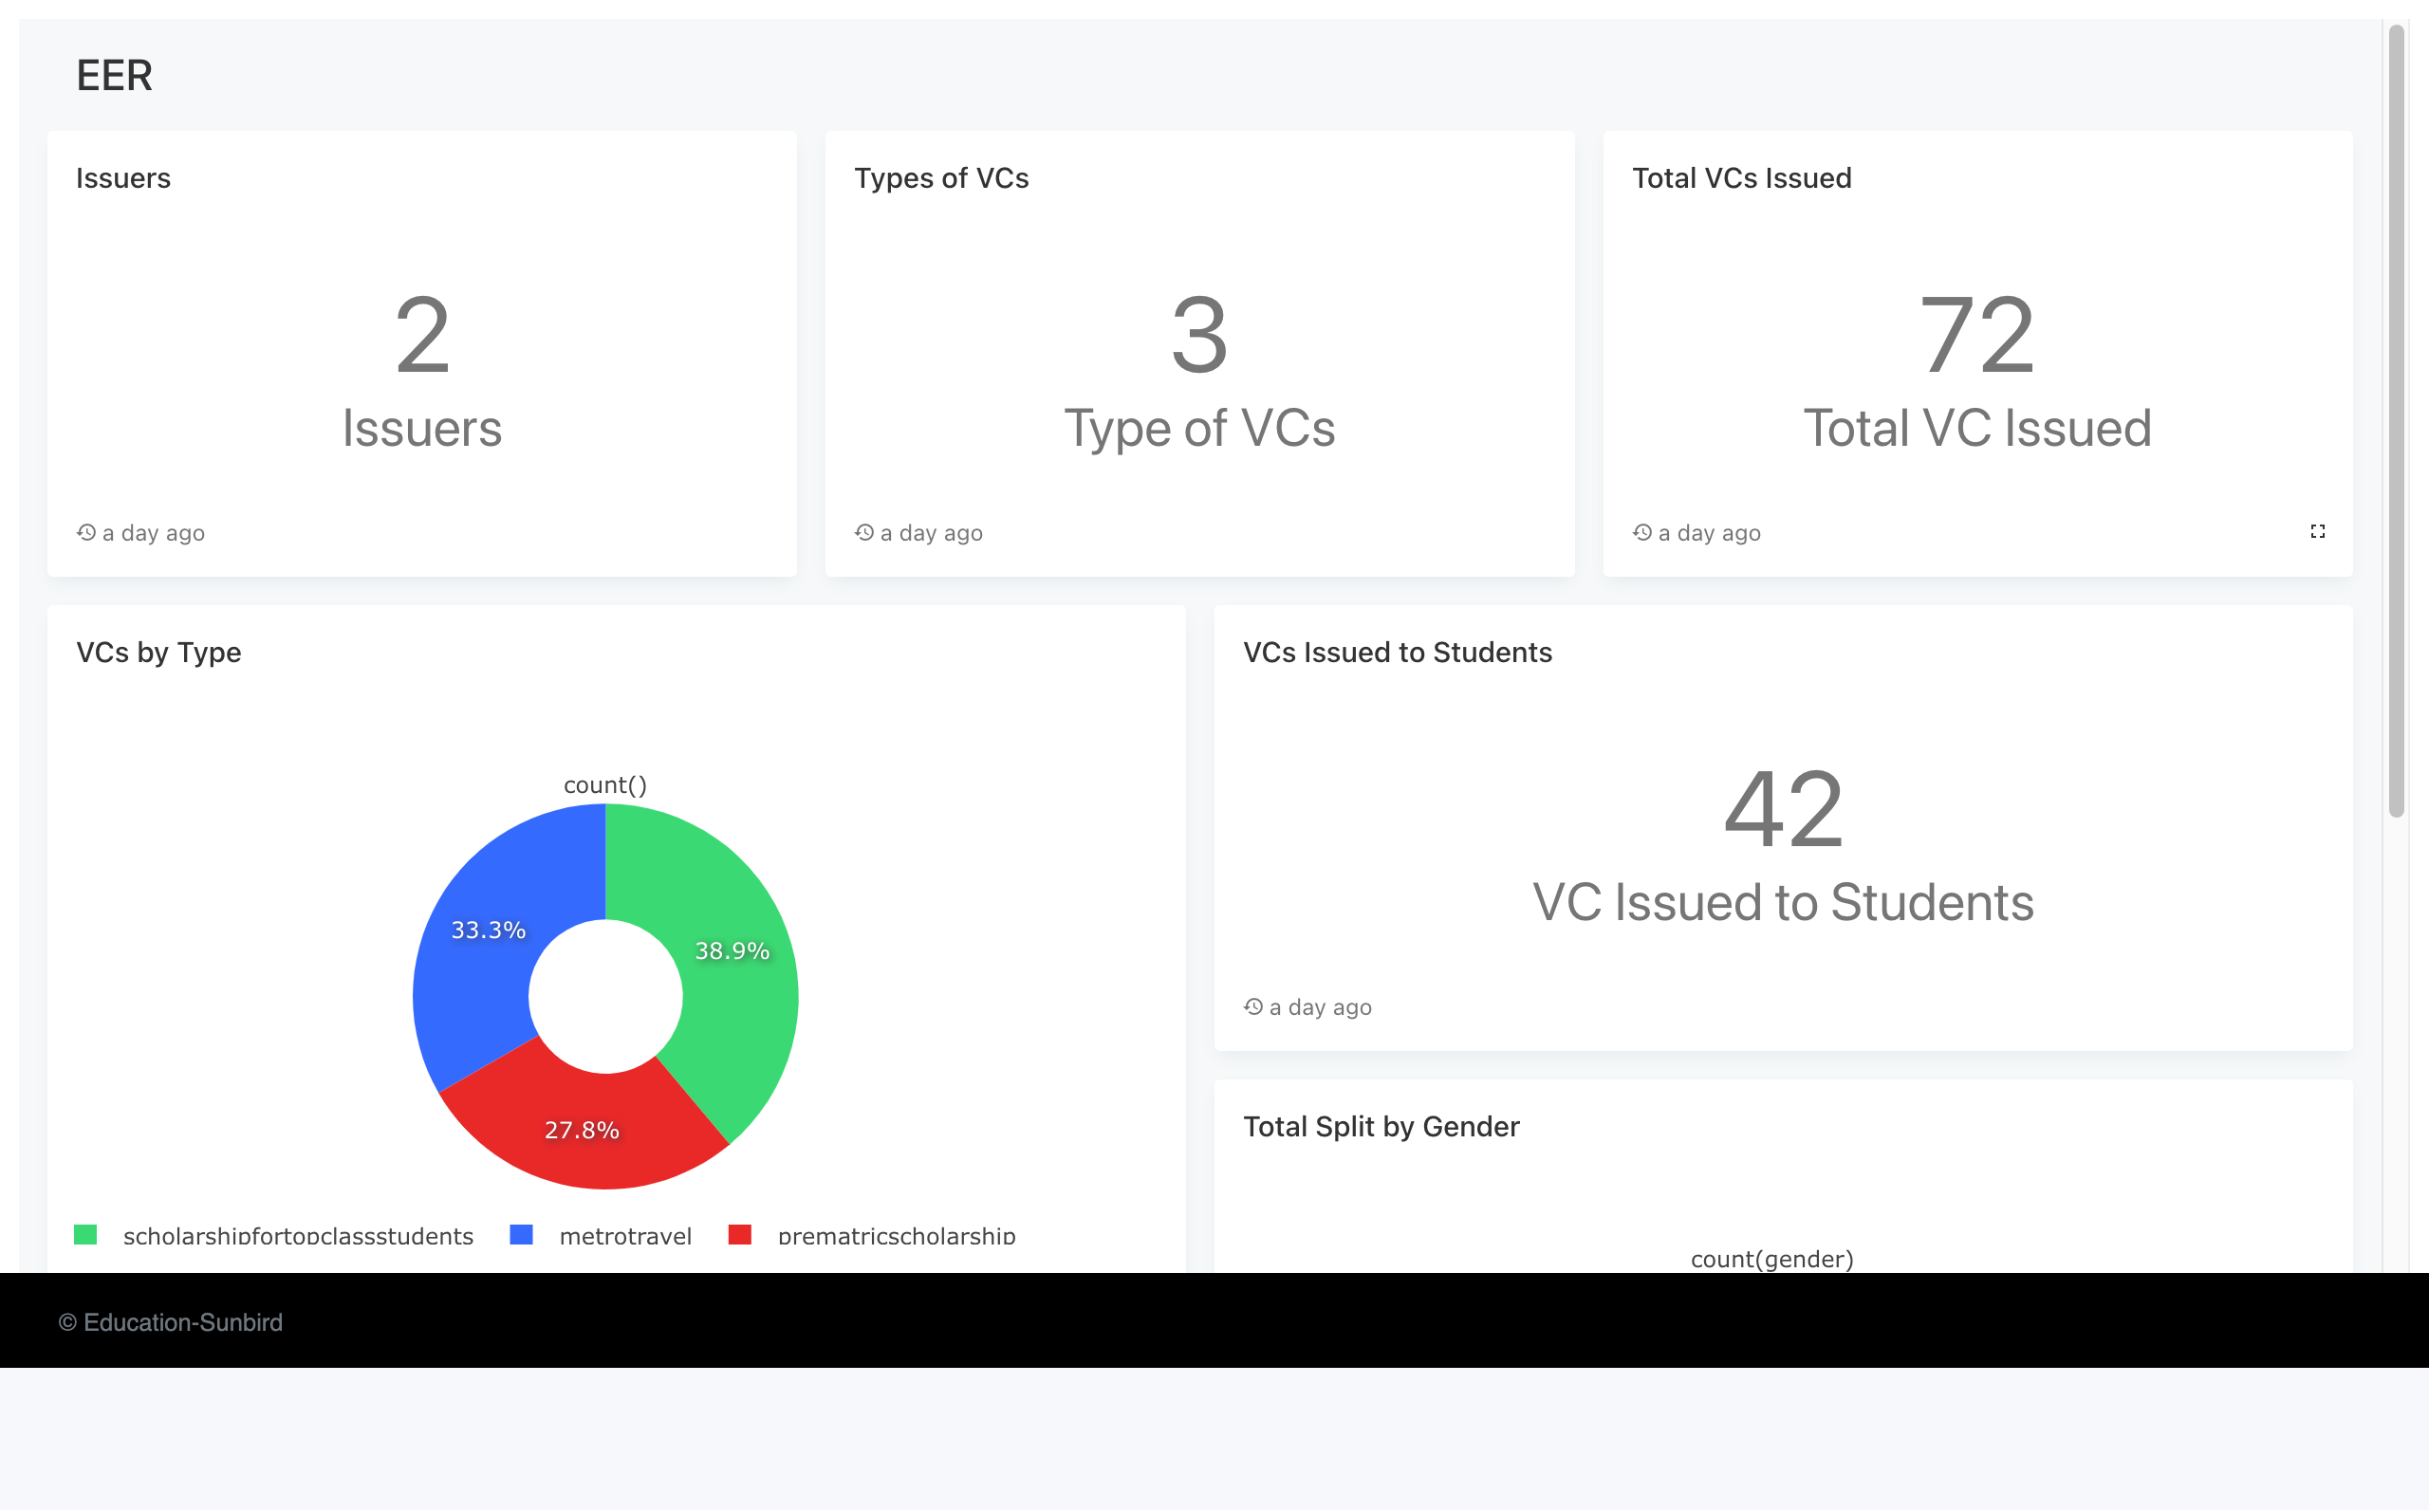 EER
Issuers
2
Issuers
a day ago
Types of VCs
3
Type of VCs
a day ago
Total VCs Issued
72
Total VC Issued
a day ago
VCs by Type
count()
33.3%
38.9%
27.8%
scholarshipfortopclassstudents
metrotravel
prematricscholarship
VCs Issued to Students
42
VC Issued to Students
a day ago
Total Split by Gender
count(gender)
© Education-Sunbird